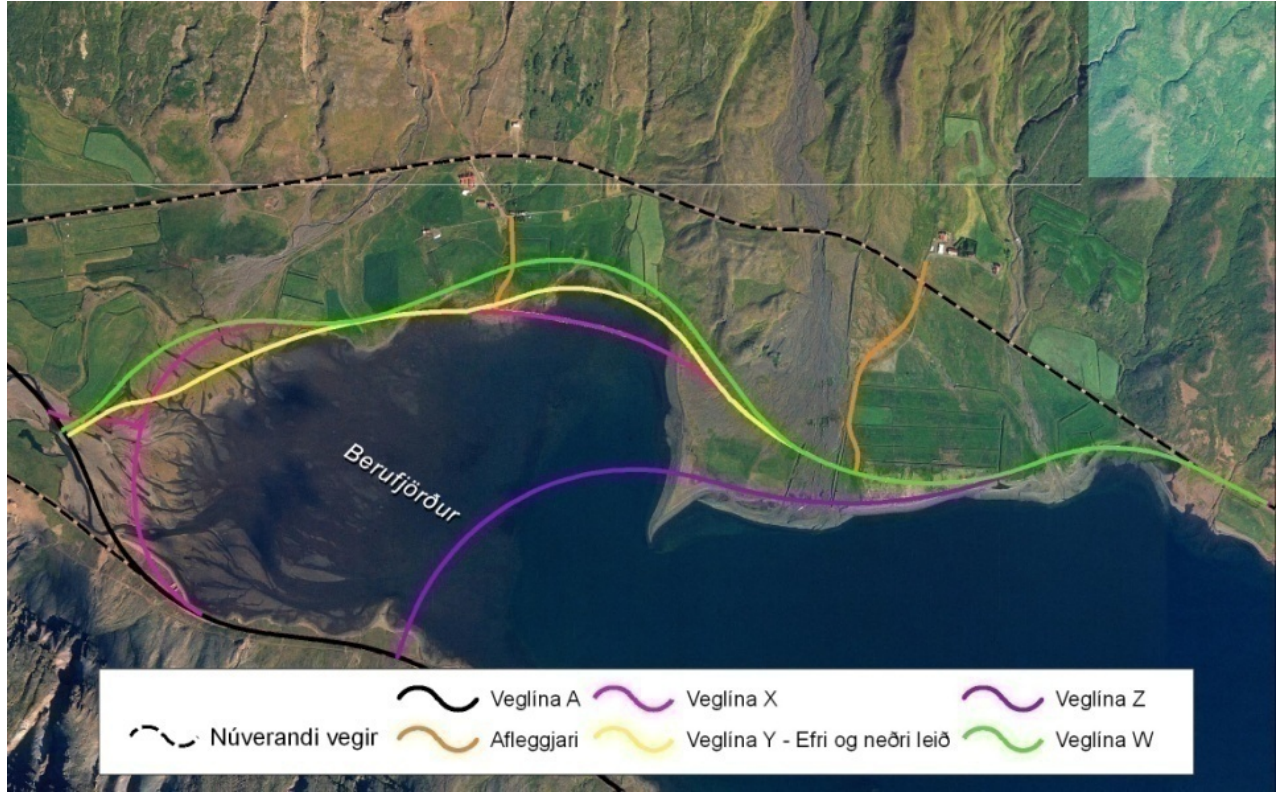 Berufjörður
Veglína A
Veglína X
Veglína Z
Núverandi vegir
Afleggjari
Veglína Y - Efri og neðri leið
Veglína W